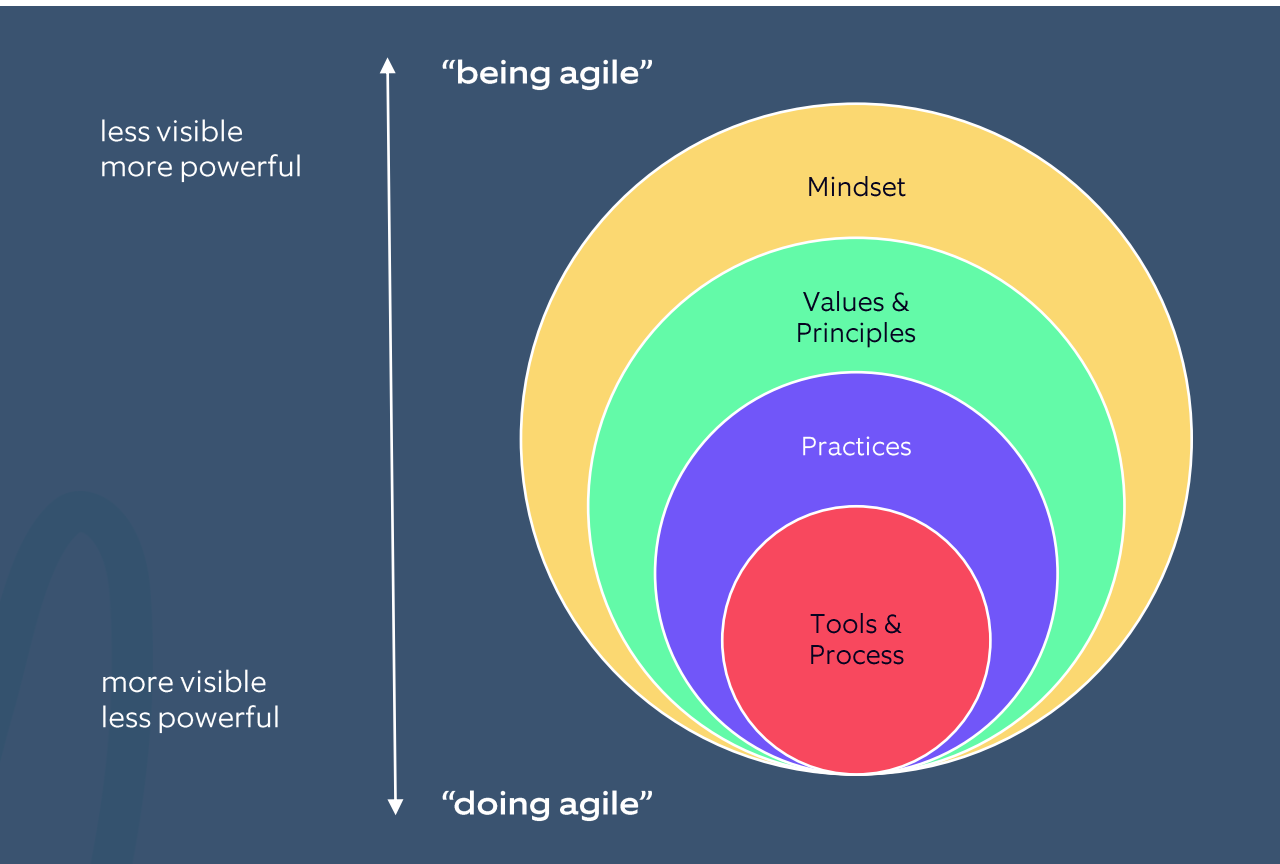 “being agile”
less visible
more powerful
Mindset
Values &
Principles
Practices
Tools &
Process
more visible
less powerful
“doing agile”